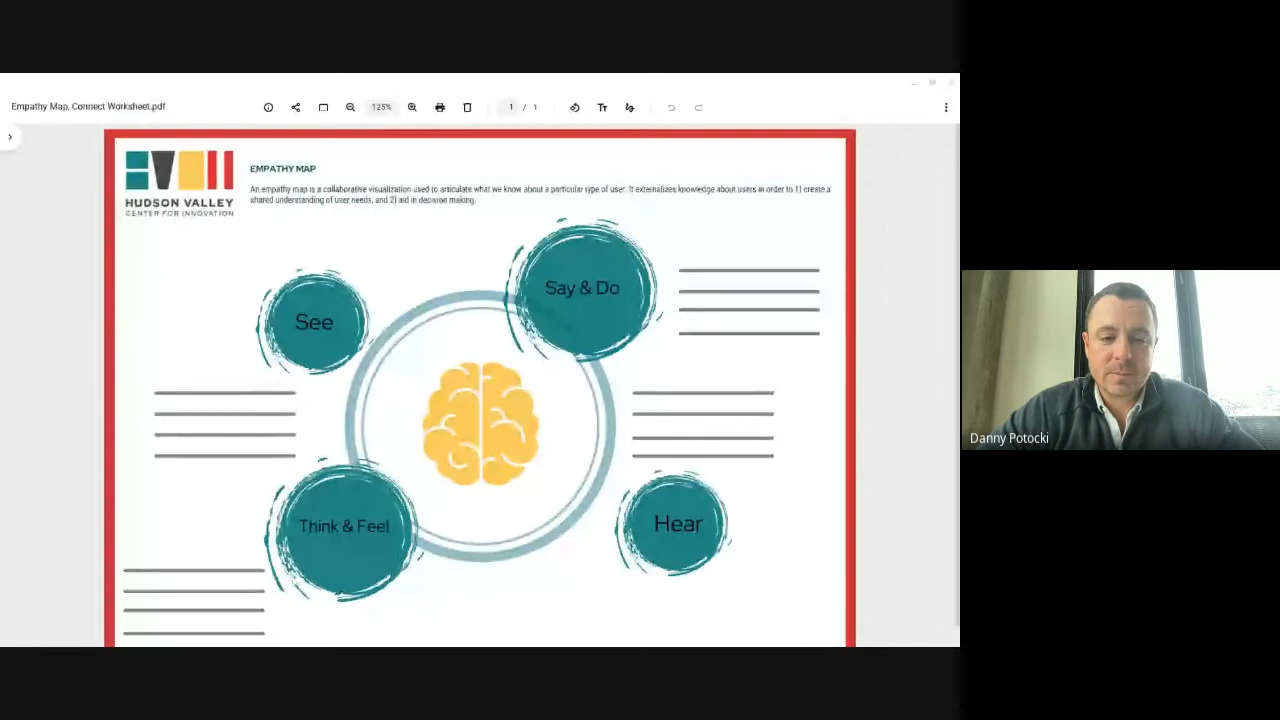 Empathy Map, Connect Worksheet.pdf
125%
1 / 1
EMPATHY MAP
An empathy map is a collaborative visualization used to articulate what we know about a particular type of user. It externalizes knowledge about users in order to 1) create a
shared understanding of user needs, and 2) aid in decision making.
HUDSON VALLEY
CENTER FOR INNOVATION
Say & Do
See
Think & Feel
Hear
Danny Potocki